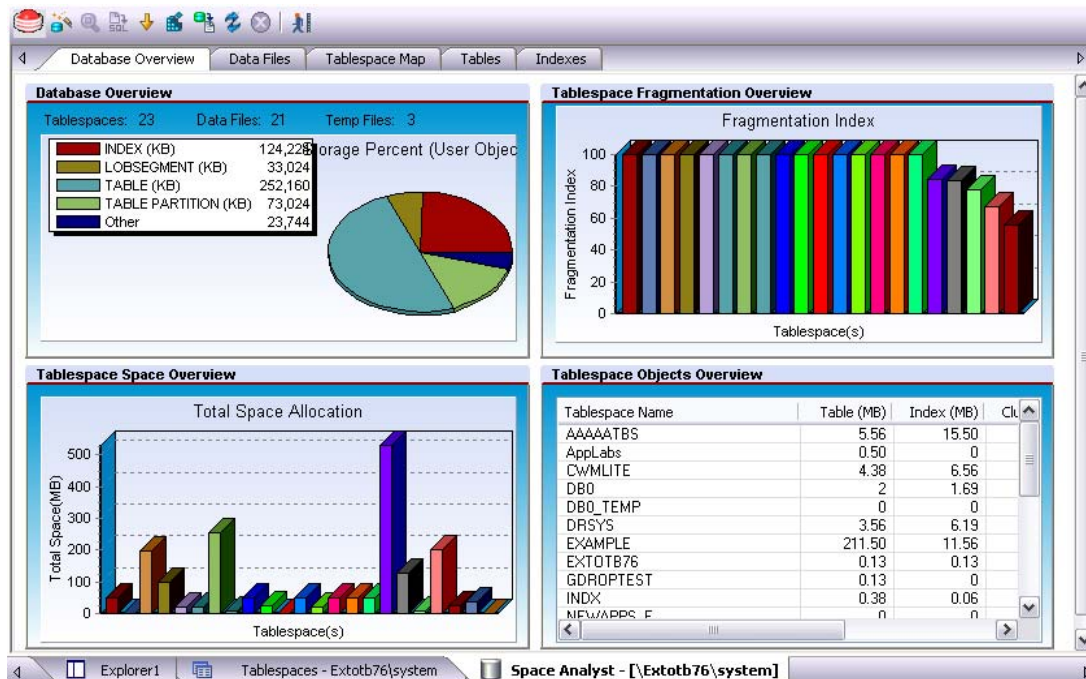 SQL
Database Overview Data Files Tablespace Map Tables Indexes
Database Overview
Tablespaces: 23 Data Files: 21 Temp Files: 3
INDEX (KB) 124,228
LOBSEGMENT (KB) 33,024
TABLE (KB) 252,160
TABLE PARTITION (KB) 73,024
Other 23,744
orage Percent (User Objec
Tablespace Fragmentation Overview
Fragmentation Index
Fragmentation Index
100
80
60
40
20
0
Tablespace(s)
Tablespace Space Overview
Total Space Allocation
Total Space(MB)
500
400
300
200
100
0
Tablespace(s)
Tablespace Objects Overview
Tablespace Name Table (MB) Index (MB) Clu
AAAAATBS 5.56 15.50
AppLabs 0.50 0
CWMLITE 4.38 6.56
DB0 2 1.69
DB0_TEMP 0 0
DRSYS 3.56 6.19
EXAMPLE 211.50 11.56
EXTOTB76 0.13 0.13
GDROPTEST 0.13 0
INDX 0.38 0.06
0 0
Explorer1 Tablespaces - Extotb76\system Space Analyst - [\Extotb76\system]